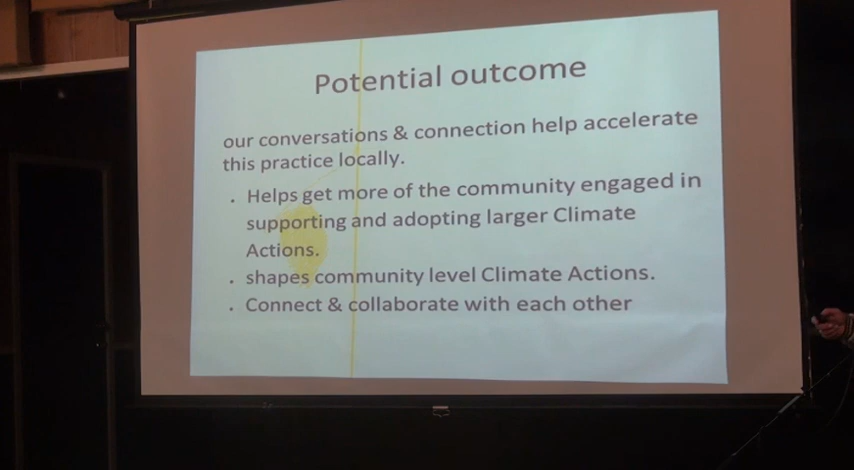 Potential outcome
our conversations & connection help accelerate
this practice locally.
. Helps get more of the community engaged in
supporting and adopting larger Climate
Actions.
. shapes community level Climate Actions.
. Connect & collaborate with each other